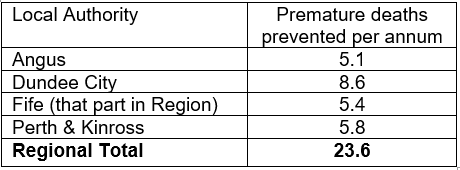 Local Authority Premature deaths
prevented per annum
Angus 5.1
Dundee City 8.6
Fife (that part in Region) 5.4
Perth & Kinross 5.8
Regional Total 23.6